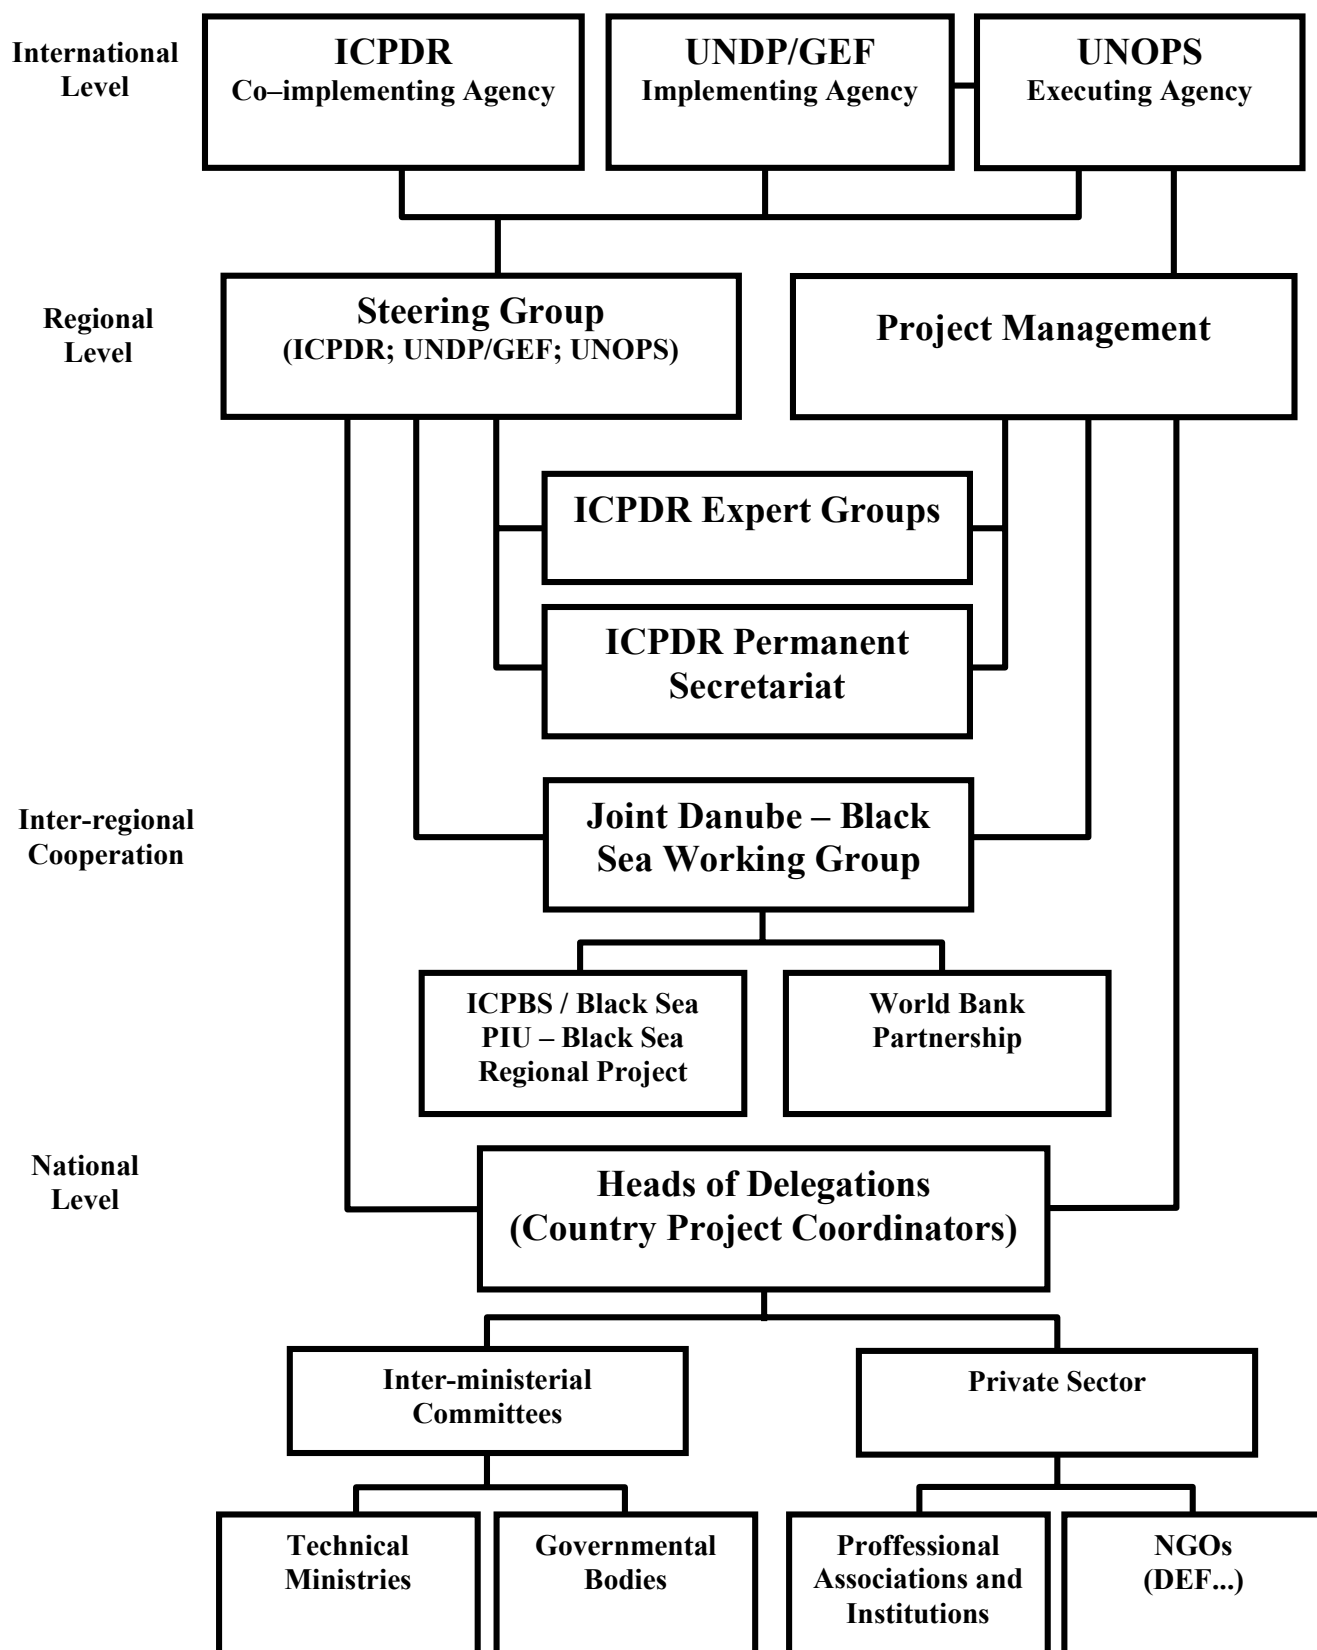 International
Level
ICPDR
Co–implementing Agency
UNDP/GEF
Implementing Agency
UNOPS
Executing Agency
Regional
Level
Steering Group
(ICPDR; UNDP/GEF; UNOPS)
Project Management
ICPDR Expert Groups
ICPDR Permanent
Secretariat
Inter-regional
Cooperation
Joint Danube – Black
Sea Working Group
ICPBS / Black Sea
PIU – Black Sea
Regional Project
World Bank
Partnership
National
Level
Heads of Delegations
(Country Project Coordinators)
Inter-ministerial
Committees
Private Sector
Technical
Ministries
Governmental
Bodies
Proffessional
Associations and
Institutions
NGOs
(DEF...)